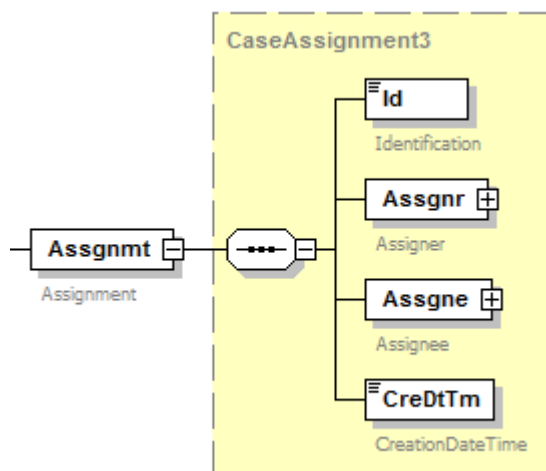 CaseAssignment3
Id
Identification
Assgnr
Assigner
Assgnmt
Assignment
Assgne
Assignee
CreDtTm
CreationDateTime